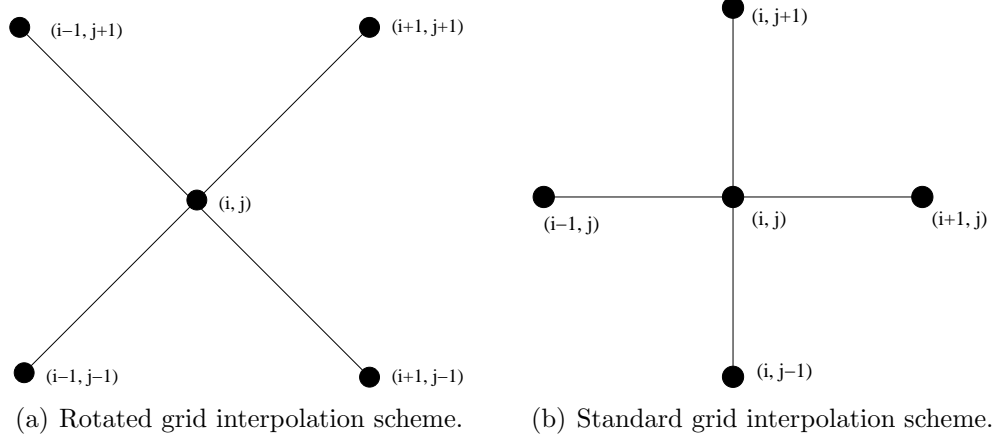 (i−1, j+1)
(i+1, j+1)
(i, j)
(i−1, j−1)
(i+1, j−1)
(a) Rotated grid interpolation scheme.
(i, j+1)
(i−1, j)
(i, j)
(i+1, j)
(i, j−1)
(b) Standard grid interpolation scheme.